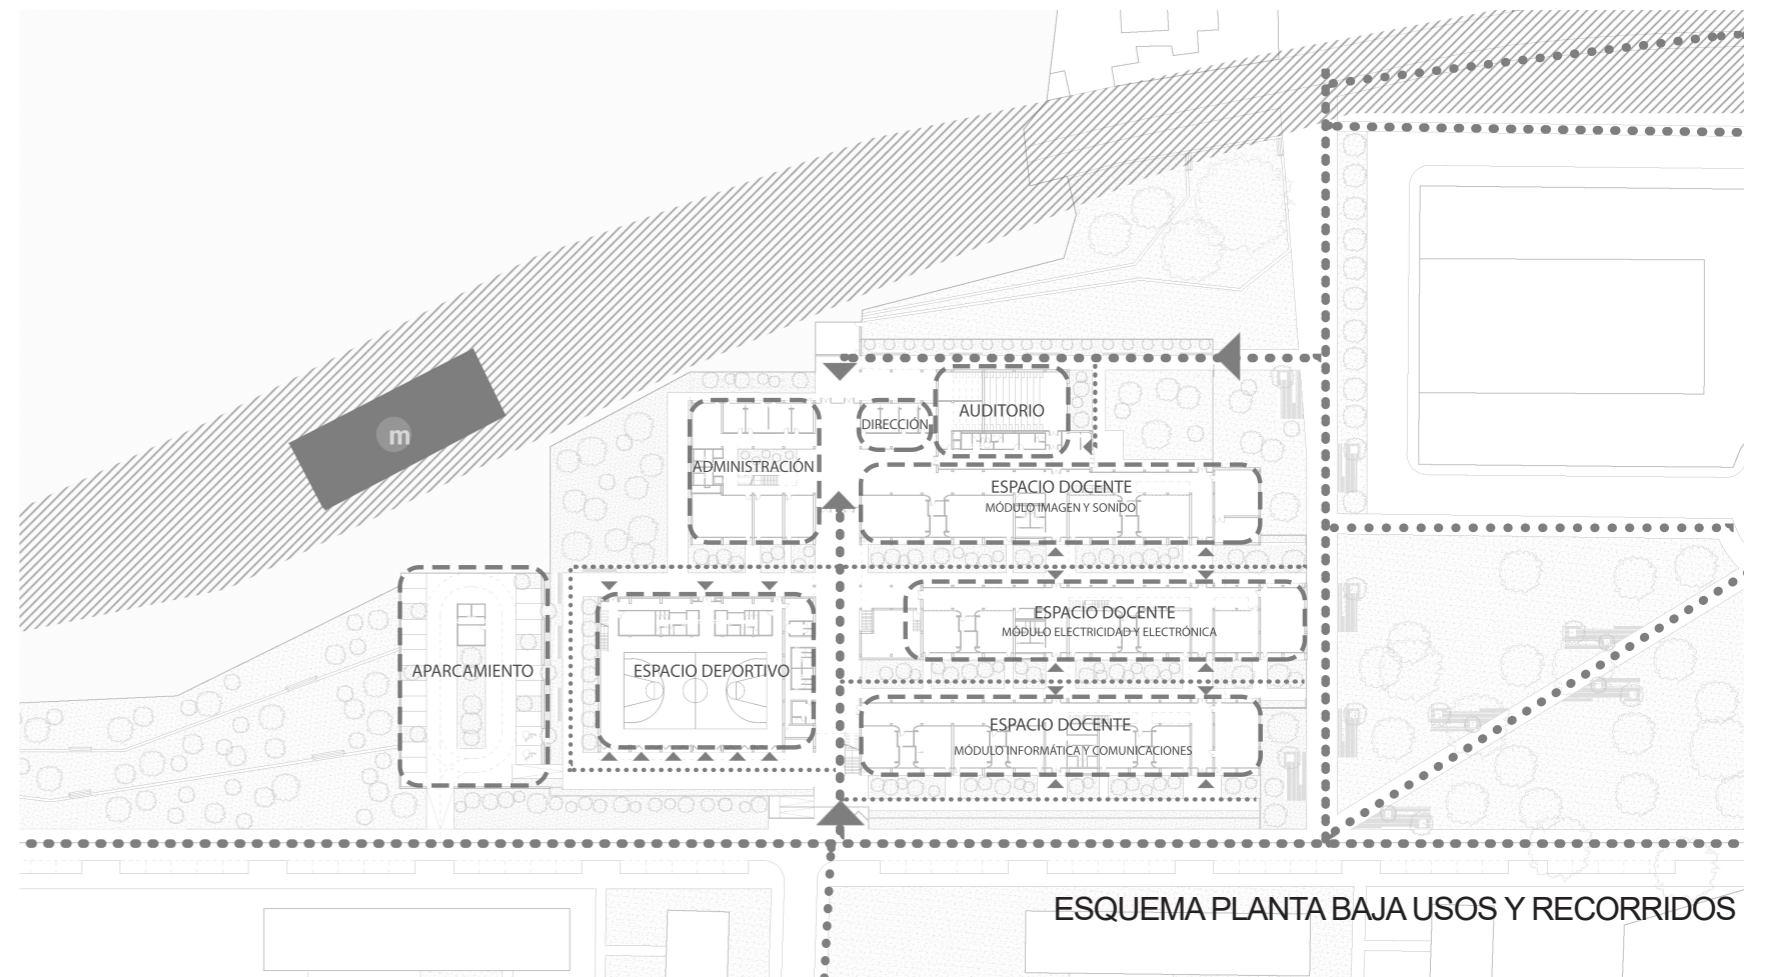 m
AUDITORIO
DIRECCIÓN
ADMINISTRACIÓN
ESPACIO DOCENTE
MÓDULO IMAGEN Y SONIDO
ESPACIO DOCENTE
MÓDULO ELECTRICIDAD Y ELECTRÓNICA
APARCAMIENTO
ESPACIO DEPORTIVO
ESPACIO DOCENTE
MÓDULO INFORMÁTICA Y COMUNICACIONES
ESQUEMA PLANTA BAJA USOS Y RECORRIDOS